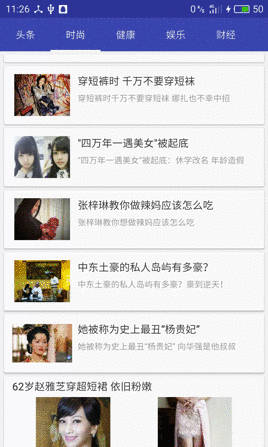 11:26 0% 50
头条 时尚 健康 娱乐 财经
穿短裤时 千万不要穿短袜
穿短裤时千万不要穿短袜 娜扎也不幸中招
"四万年一遇美女"被起底
"四万年一遇美女"被起底：休学改名 年龄造假
张梓琳教你做辣妈应该怎么吃
张梓琳教你想做辣妈应该怎么吃
中东土豪的私人岛屿有多豪？
中东土豪的私人岛屿有多豪？豪到逆天！
她被称为史上最丑"杨贵妃"
她被称为史上最丑"杨贵妃" 向华强是他叔叔
62岁赵雅芝穿超短裙 依旧粉嫩